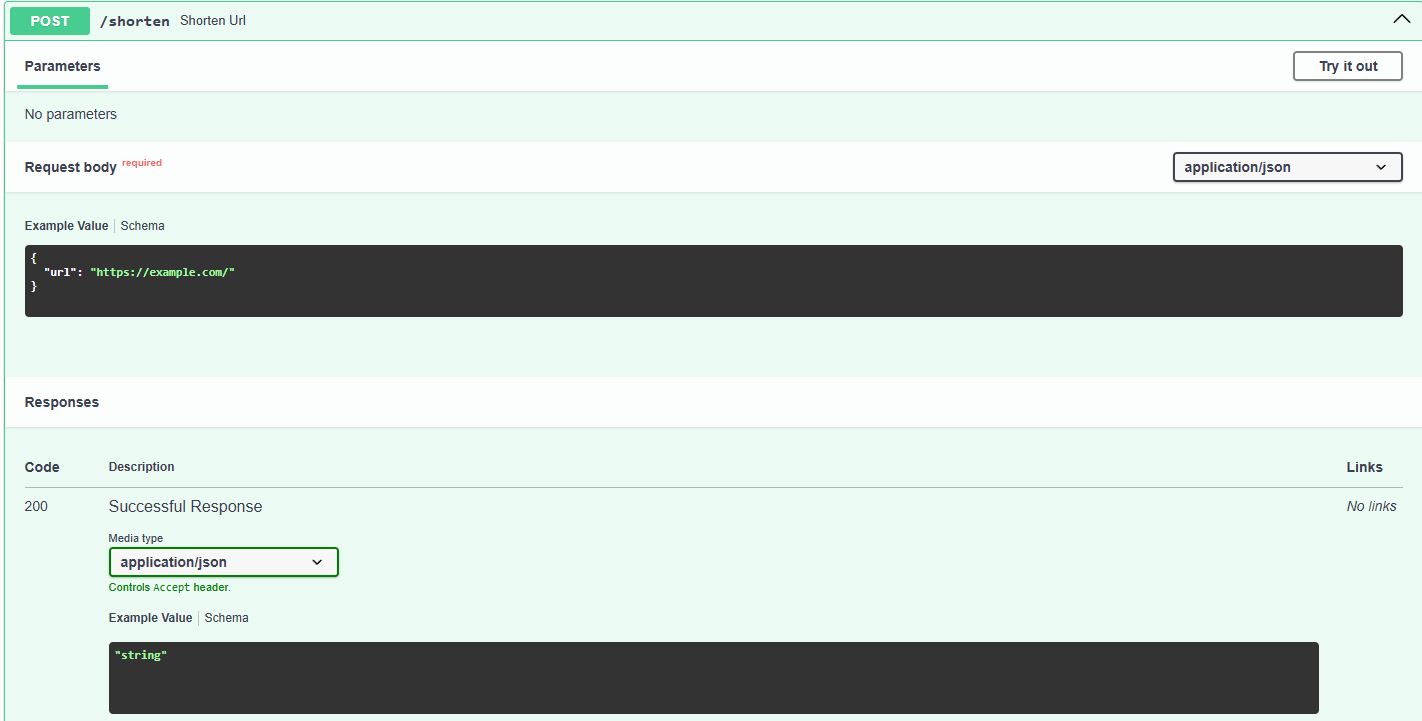 POST /shorten Shorten Url
Parameters Try it out
No parameters
Request body required application/json
Example Value Schema
{
  "url": "https://example.com/"
}
Responses
Code Description Links
200 Successful Response No links
Media type
application/json
Controls Accept header.
Example Value Schema
"string"